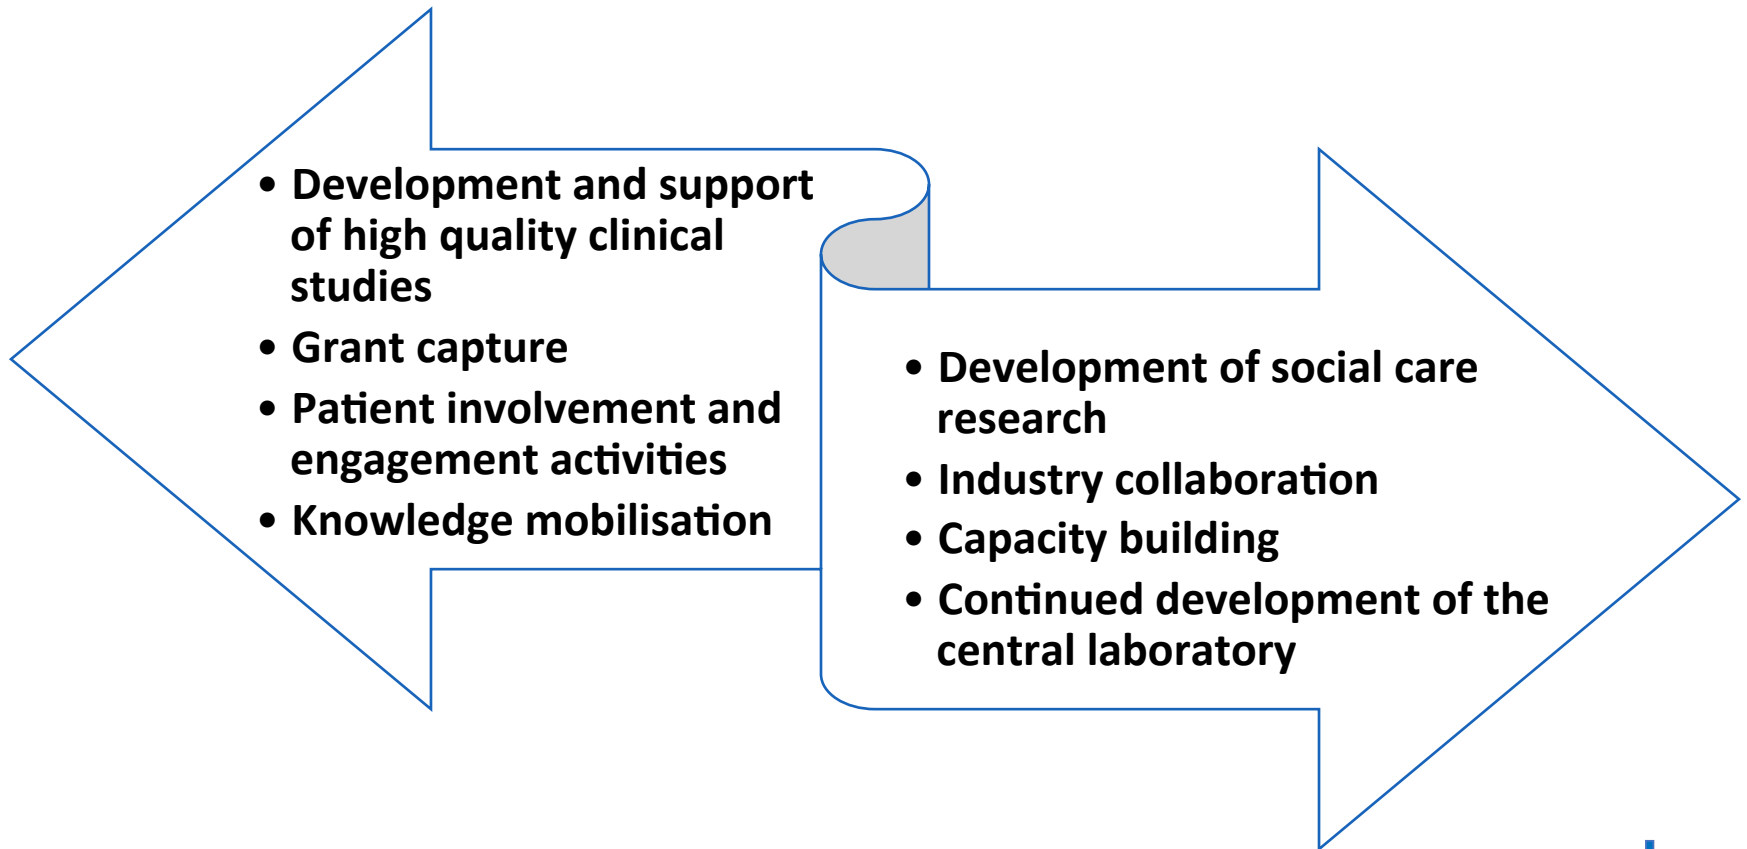 • Development and support
of high quality clinical
studies
• Grant capture
• Patient involvement and
engagement activities
• Knowledge mobilisation
• Development of social care
research
• Industry collaboration
• Capacity building
• Continued development of the
central laboratory